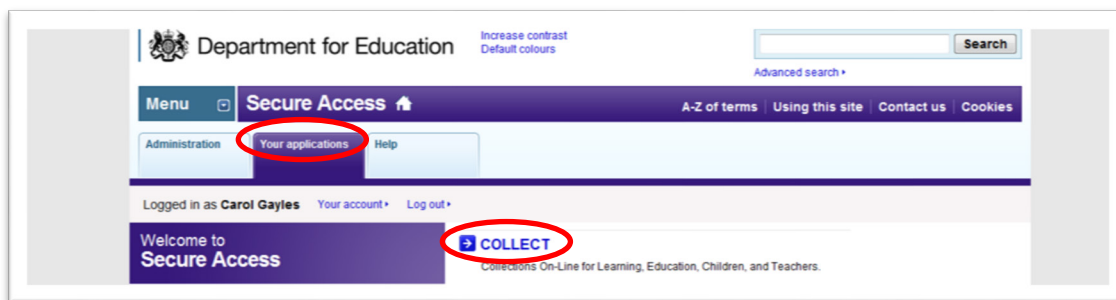 Department for Education
Increase contrast
Default colours
Search
Advanced search
Menu
Secure Access
A-Z of terms
Using this site
Contact us
Cookies
Administration
Your applications
Help
Logged in as Carol Gayles
Your account
Log out
Welcome to
Secure Access
COLLECT
Collections On-Line for Learning, Education, Children, and Teachers.